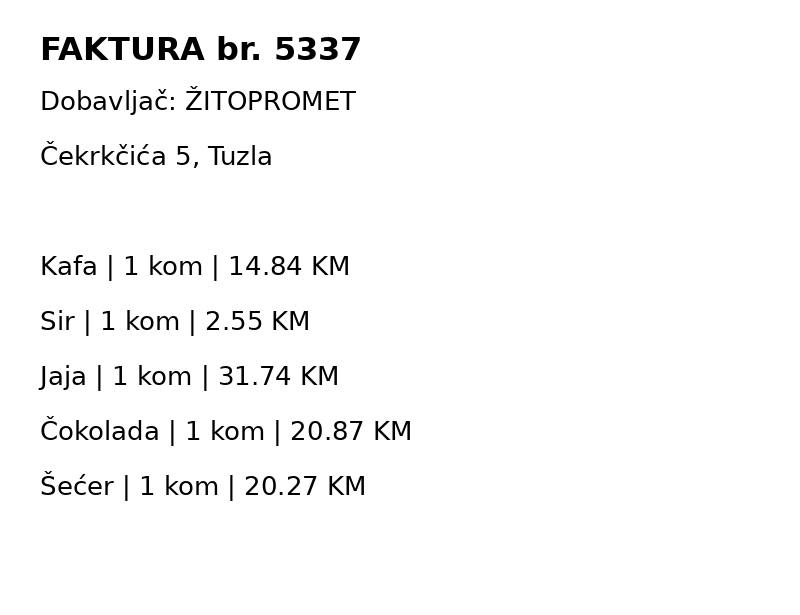 FAKTURA br. 5337
Dobavljač: ŽITOPROMET
Čekrkčića 5, Tuzla
Kafa | 1 kom | 14.84 KM
Sir | 1 kom | 2.55 KM
Jaja | 1 kom | 31.74 KM
Čokolada | 1 kom | 20.87 KM
Šećer | 1 kom | 20.27 KM